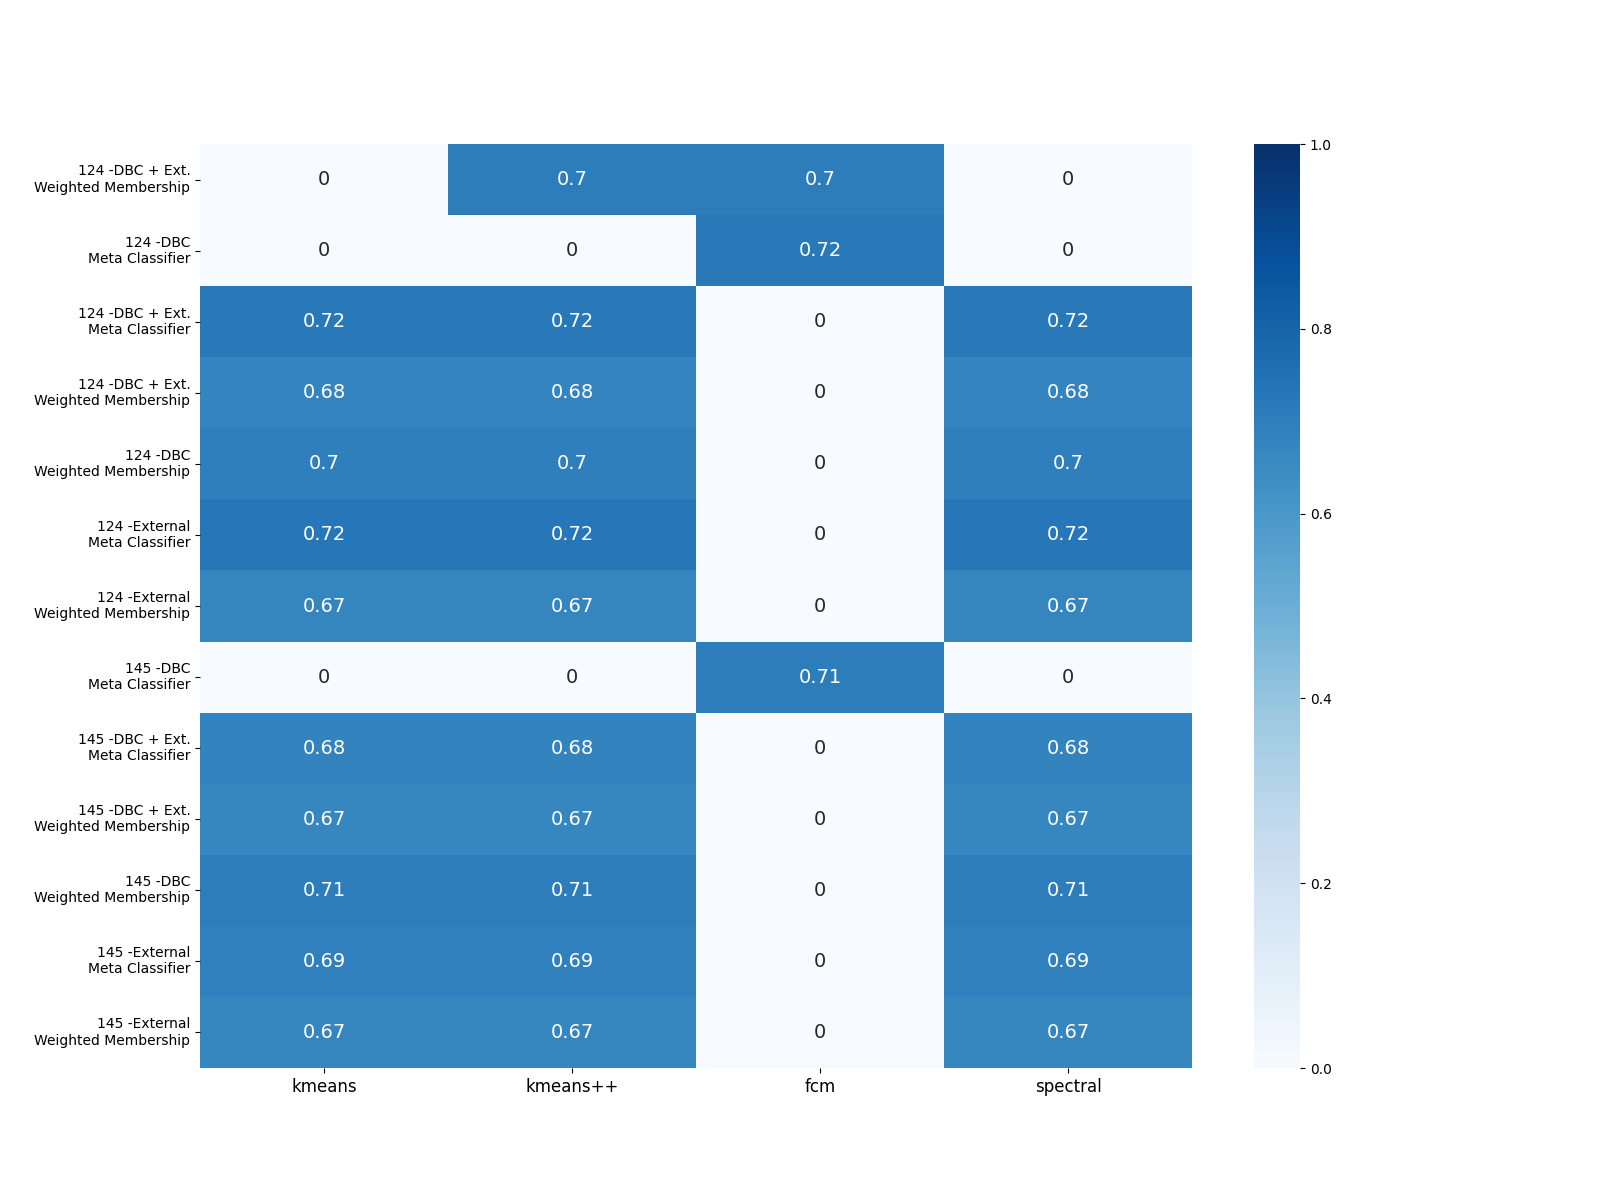 124 -DBC + Ext.
Weighted Membership
0 0.7 0.7 0
124 -DBC
Meta Classifier
0 0 0.72 0
124 -DBC + Ext.
Meta Classifier
0.72 0.72 0 0.72
124 -DBC + Ext.
Weighted Membership
0.68 0.68 0 0.68
124 -DBC
Weighted Membership
0.7 0.7 0 0.7
124 -External
Meta Classifier
0.72 0.72 0 0.72
124 -External
Weighted Membership
0.67 0.67 0 0.67
145 -DBC
Meta Classifier
0 0 0.71 0
145 -DBC + Ext.
Meta Classifier
0.68 0.68 0 0.68
145 -DBC + Ext.
Weighted Membership
0.67 0.67 0 0.67
145 -DBC
Weighted Membership
0.71 0.71 0 0.71
145 -External
Meta Classifier
0.69 0.69 0 0.69
145 -External
Weighted Membership
0.67 0.67 0 0.67
kmeans kmeans++ fcm spectral
1.0
0.8
0.6
0.4
0.2
0.0